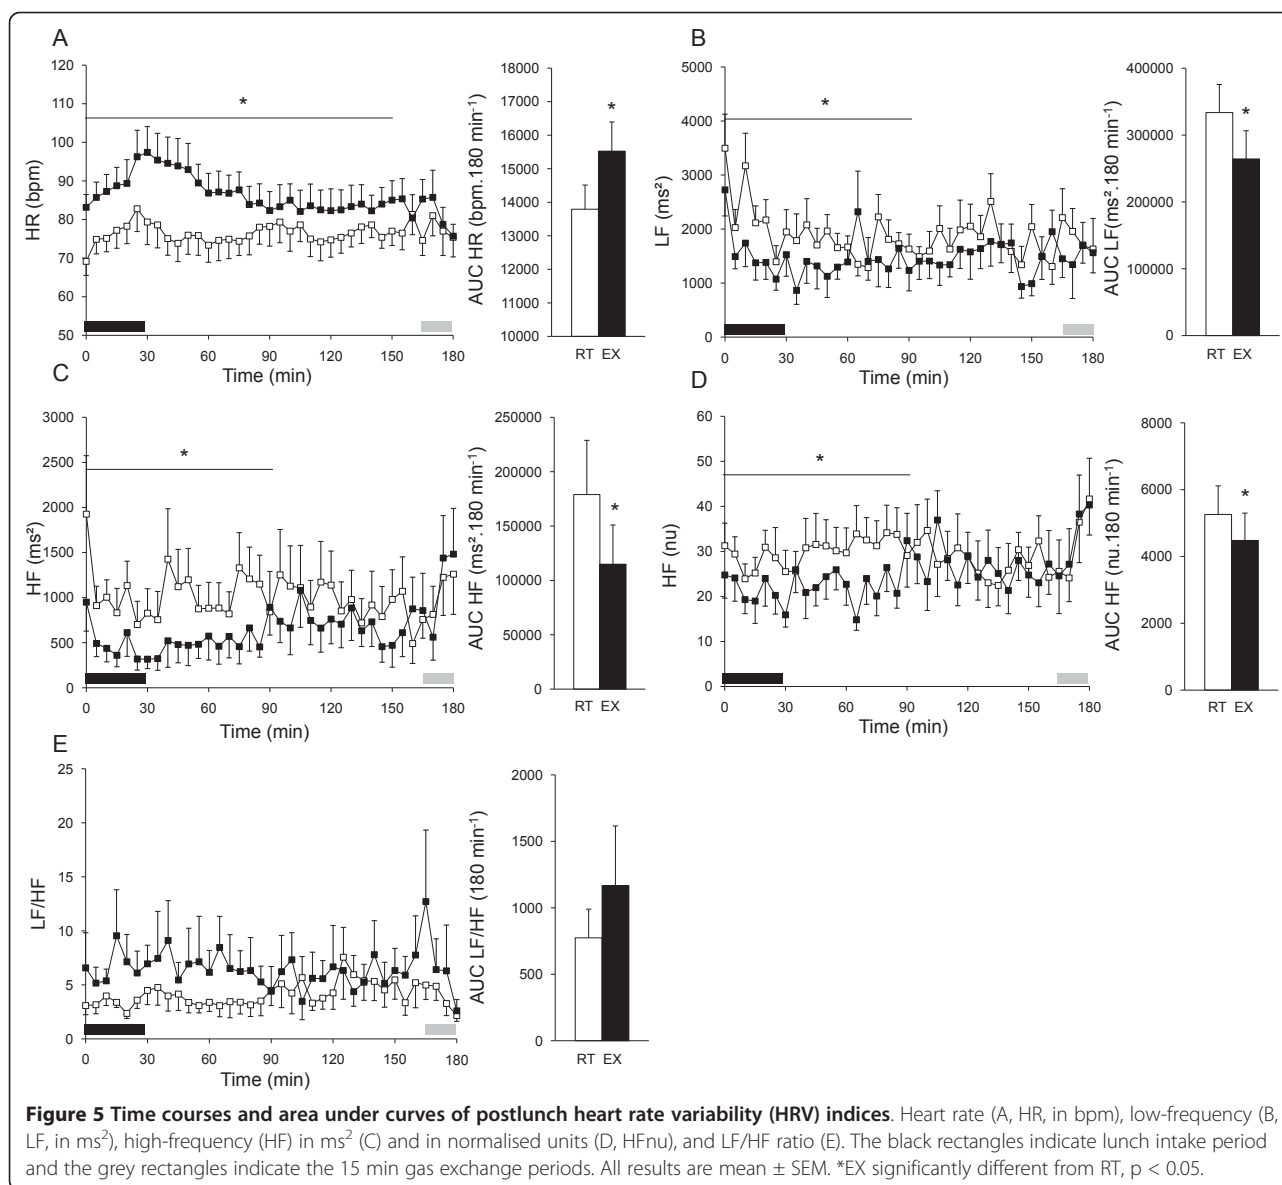 A
120
110
100
90
80
70
60
50
HR (bpm)
*
0 30 60 90 120 150 180
Time (min)
18000
17000
16000
15000
14000
13000
12000
11000
10000
AUC HR (bpm.180 min-1)
*
RT EX
B
5000
4000
3000
2000
1000
0
LF (ms²)
*
0 30 60 90 120 150 180
Time (min)
400000
300000
200000
100000
0
AUC LF(ms².180 min-1)
*
RT EX
C
3000
2500
2000
1500
1000
500
0
HF (ms²)
*
0 30 60 90 120 150 180
Time (min)
250000
200000
150000
100000
50000
0
AUC HF (ms².180 min-1)
*
RT EX
D
60
50
40
30
20
10
0
HF (nu)
*
0 30 60 90 120 150 180
Time (min)
8000
6000
4000
2000
0
AUC HF (nu.180 min-1)
*
RT EX
E
25
20
15
10
5
0
LF/HF
0 30 60 90 120 150 180
Time (min)
2000
1500
1000
500
0
AUC LF/HF (180 min-1)
RT EX
Figure 5 Time courses and area under curves of postlunch heart rate variability (HRV) indices. Heart rate (A, HR, in bpm), low-frequency (B,
LF, in ms²), high-frequency (HF) in ms² (C) and in normalised units (D, HFnu), and LF/HF ratio (E). The black rectangles indicate lunch intake period
and the grey rectangles indicate the 15 min gas exchange periods. All results are mean ± SEM. *EX significantly different from RT, p < 0.05.